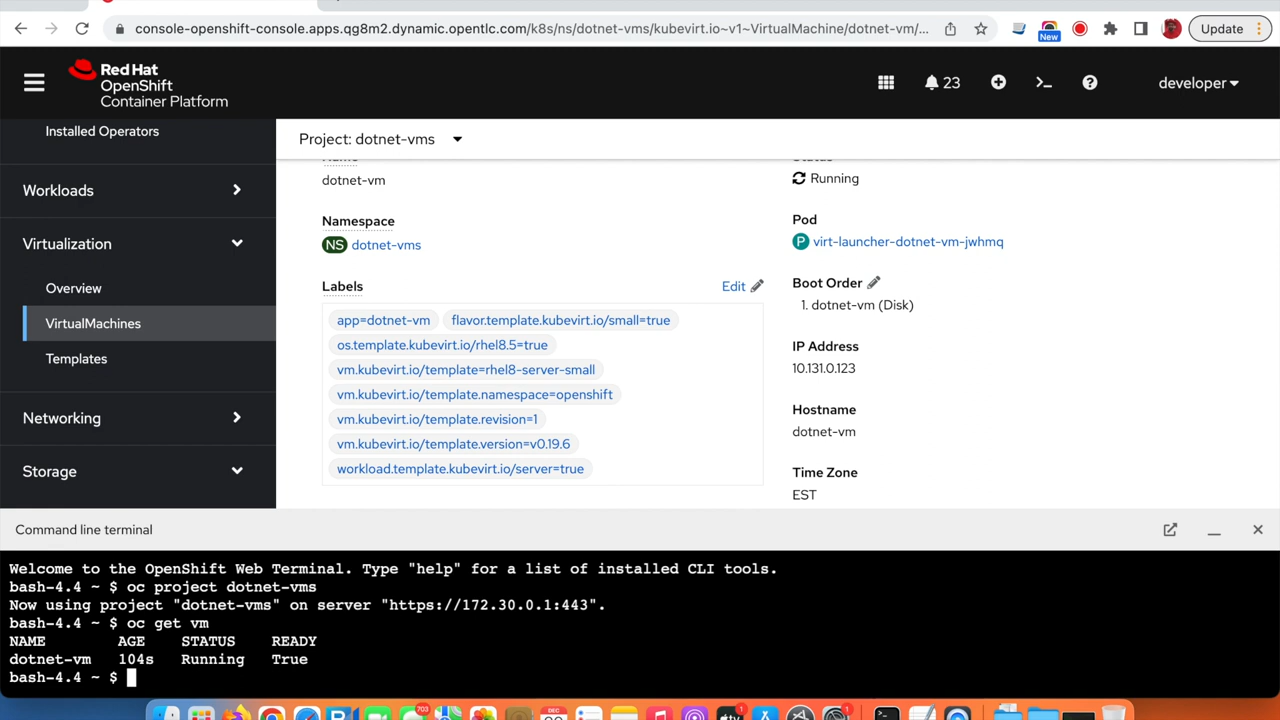 console-openshift-console.apps.qg8m2.dynamic.opentlc.com/k8s/ns/dotnet-vms/kubevirt.io~v1~VirtualMachine/dotnet-vm/...
New
Update
Red Hat
OpenShift
Container Platform
23
developer
Installed Operators
Workloads
Virtualization
Overview
VirtualMachines
Templates
Networking
Storage
Project: dotnet-vms
Name
dotnet-vm
Namespace
NS dotnet-vms
Labels
Edit
app=dotnet-vm flavor.template.kubevirt.io/small=true
os.template.kubevirt.io/rhel8.5=true
vm.kubevirt.io/template=rhel8-server-small
vm.kubevirt.io/template.namespace=openshift
vm.kubevirt.io/template.revision=1
vm.kubevirt.io/template.version=v0.19.6
workload.template.kubevirt.io/server=true
Status
Running
Pod
P virt-launcher-dotnet-vm-jwhmq
Boot Order
1. dotnet-vm (Disk)
IP Address
10.131.0.123
Hostname
dotnet-vm
Time Zone
EST
Command line terminal
Welcome to the OpenShift Web Terminal. Type "help" for a list of installed CLI tools.
bash-4.4 ~ $ oc project dotnet-vms
Now using project "dotnet-vms" on server "https://172.30.0.1:443".
bash-4.4 ~ $ oc get vm
NAME AGE STATUS READY
dotnet-vm 104s Running True
bash-4.4 ~ $
703
DEC
1
1